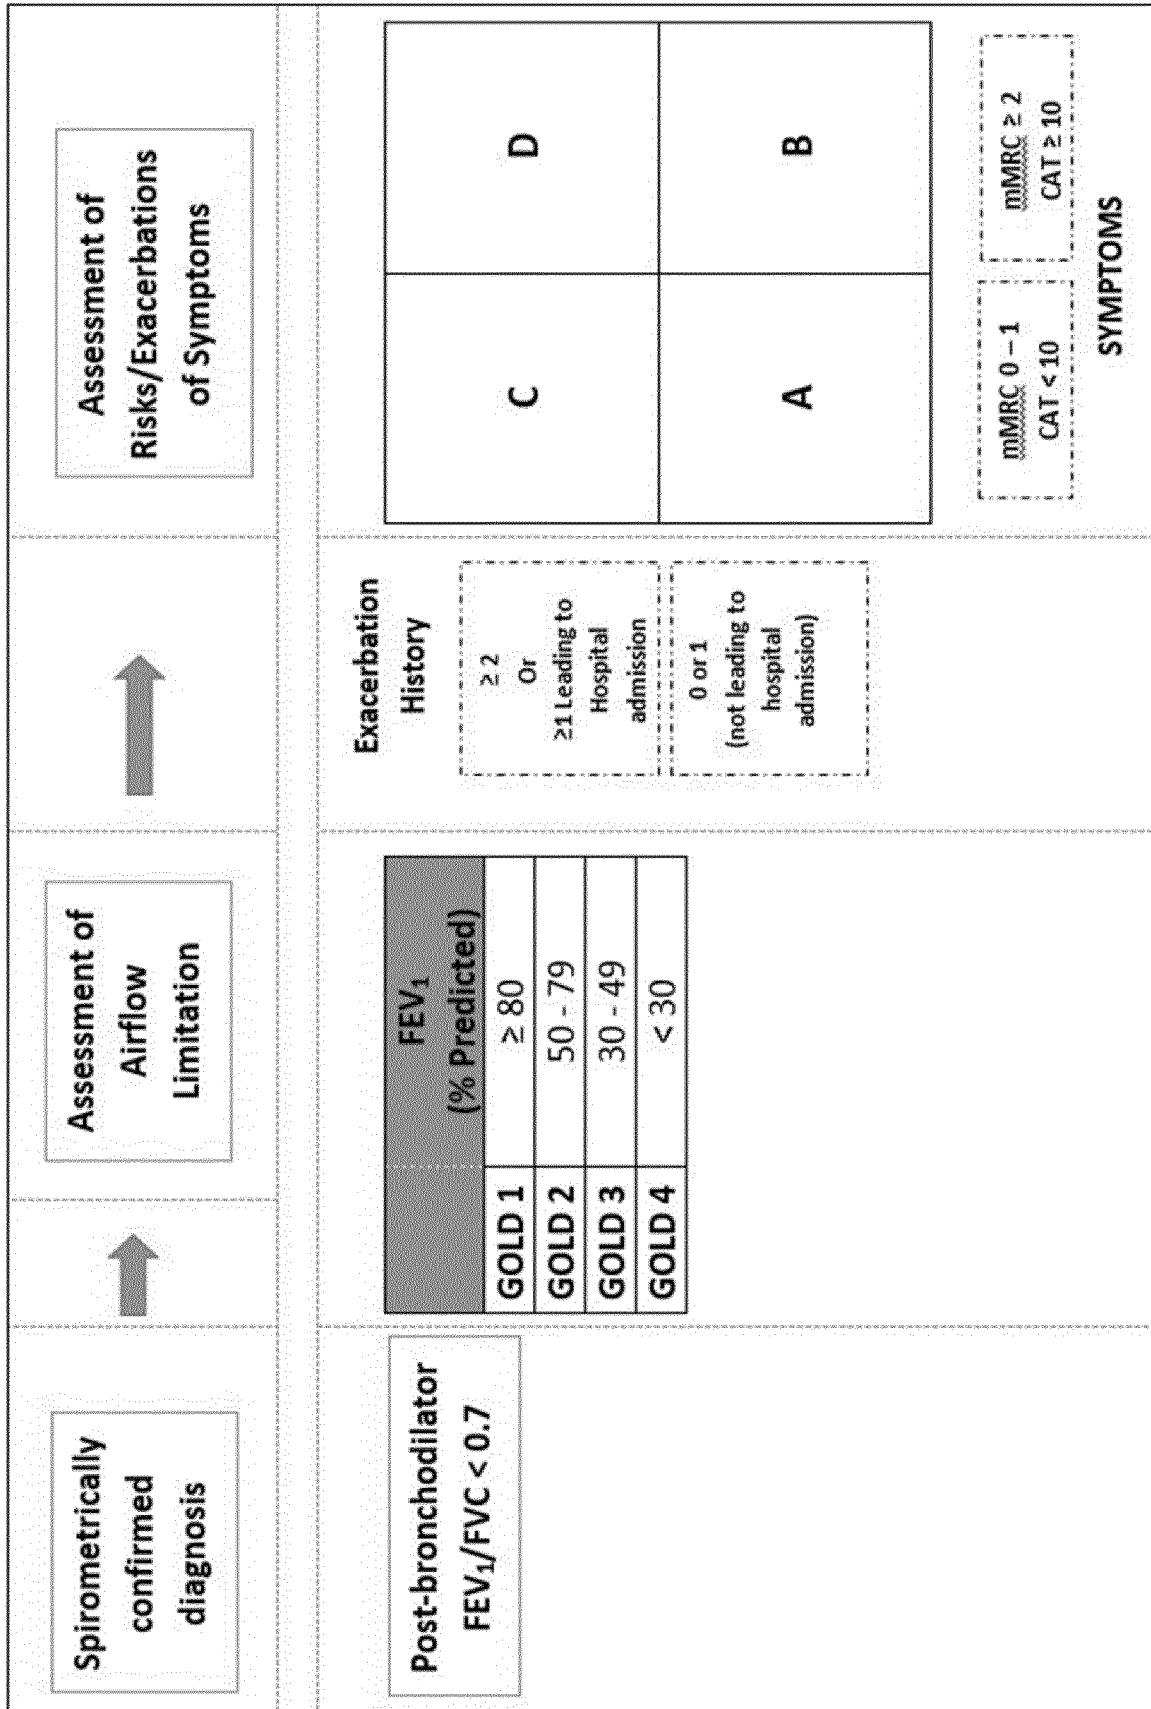 Spirometrically
confirmed
diagnosis
Assessment of
Airflow
Limitation
Assessment of
Risks/Exacerbations
of Symptoms
Post-bronchodilator
FEV₁/FVC < 0.7
FEV₁
(% Predicted)
GOLD 1 ≥ 80
GOLD 2 50 - 79
GOLD 3 30 - 49
GOLD 4 < 30
Exacerbation
History
≥ 2
Or
≥1 Leading to
Hospital
admission
0 or 1
(not leading to
hospital
admission)
C D
A B
mMRC 0 – 1
CAT < 10
mMRC ≥ 2
CAT ≥ 10
SYMPTOMS